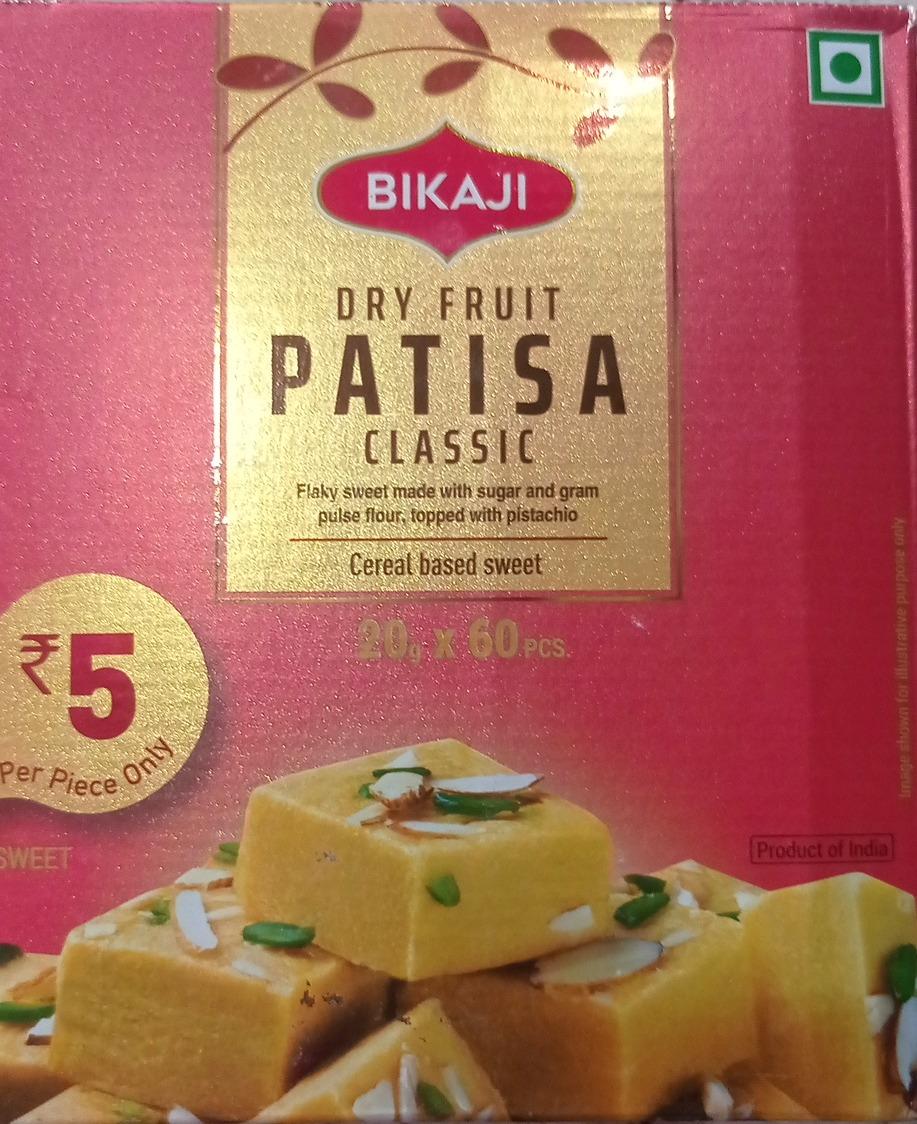 BIKAJI
DRY FRUIT
PATISA
CLASSIC
Flaky sweet made with sugar and gram
pulse flour, topped with pistachio
Cereal based sweet
20g x 60 PCS.
₹5
Per Piece Only
SWEET
Product of India
Image shown for illustrative purpose only